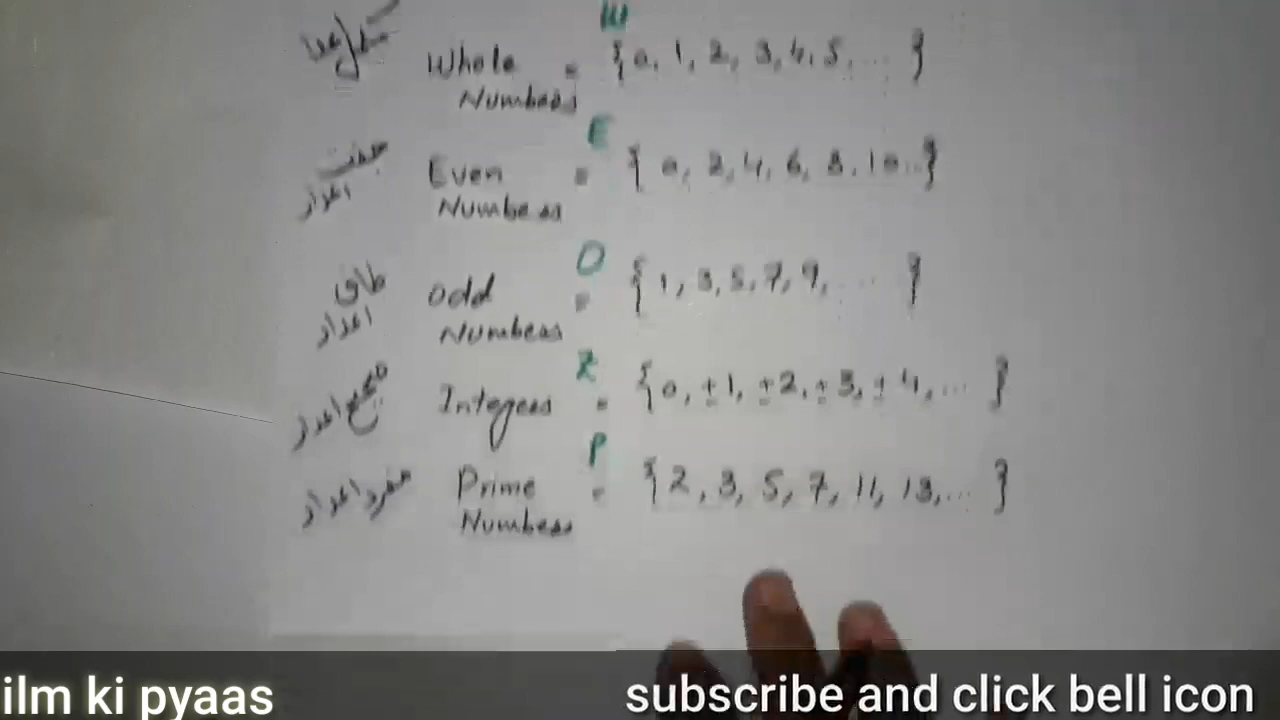 W
مکمل اعداد Whole = {0, 1, 2, 3, 4, 5, ... }
Numbers
E
جفت Even = { 0, 2, 4, 6, 8, 10 ..}
اعداد Numbers
O
طاق Odd = { 1, 3, 5, 7, 9, ... }
اعداد Numbers
Z
صحیح اعداد Integers = {0, ±1, ±2, ±3, ±4, ... }
P
مفرد اعداد Prime = {2, 3, 5, 7, 11, 13, ... }
Numbers
ilm ki pyaas subscribe and click bell icon